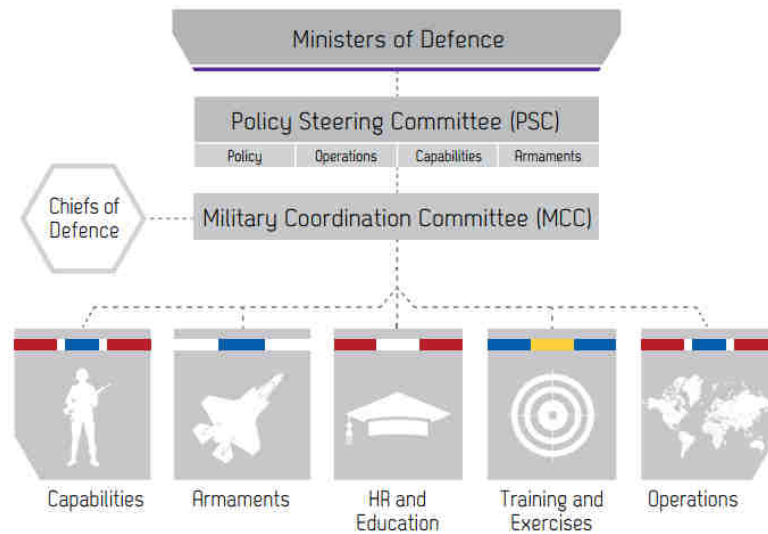 Ministers of Defence
Policy Steering Committee (PSC)
Policy Operations Capabilities Armaments
Chiefs of
Defence
Military Coordination Committee (MCC)
Capabilities
Armaments
HR and
Education
Training and
Exercises
Operations